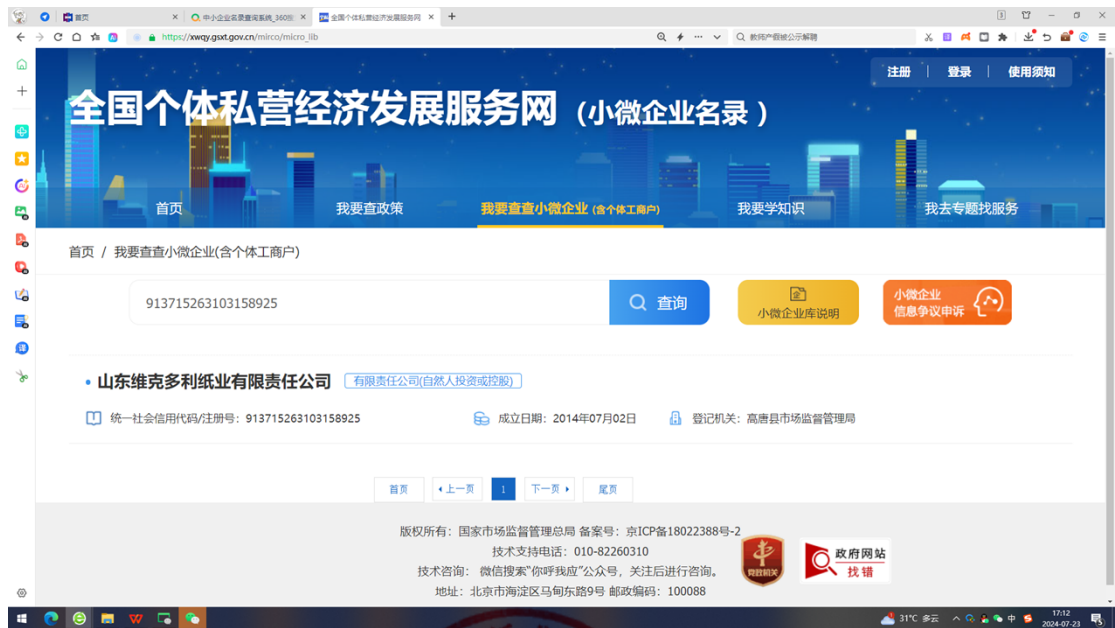 首页
中小企业名录查询系统_360搜
全国个体私营经济发展服务网
3
https://xwqy.gsxt.gov.cn/mirco/micro_lib
注册 登录 使用须知
全国个体私营经济发展服务网（小微企业名录）
首页 我要查政策 我要查查小微企业 (含个体工商户) 我要学知识 我去专题找服务
首页 / 我要查查小微企业(含个体工商户)
913715263103158925
查询
小微企业库说明
小微企业
信息争议申诉
山东维克多利纸业有限责任公司 有限责任公司(自然人投资或控股)
统一社会信用代码/注册号：913715263103158925 成立日期：2014年07月02日 登记机关：高唐县市场监督管理局
首页 上一页 1 下一页 尾页
版权所有：国家市场监督管理总局 备案号：京ICP备18022388号-2
技术支持电话：010-82260310
技术咨询： 微信搜索"你呼我应"公众号，关注后进行咨询。
地址：北京市海淀区马甸东路9号 邮政编码：100088
党政机关
政府网站
找错
31°C 多云
中
17:12
2024-07-23